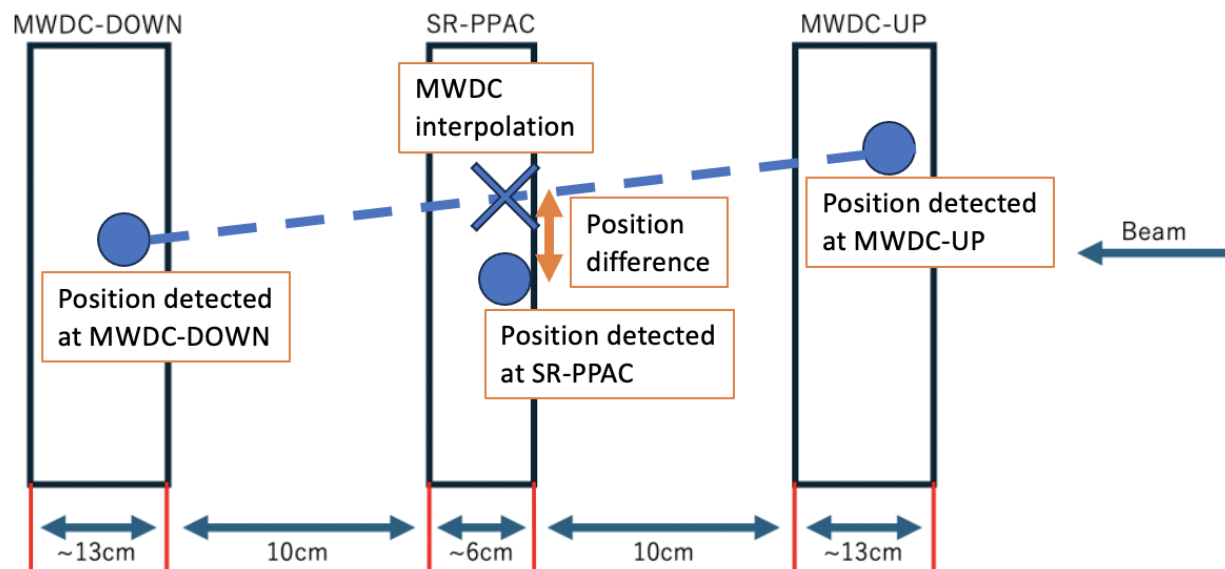 MWDC-DOWN
SR-PPAC
MWDC-UP
MWDC
interpolation
Position detected
at MWDC-UP
Position
difference
Beam
Position detected
at MWDC-DOWN
Position detected
at SR-PPAC
~13cm
10cm
~6cm
10cm
~13cm